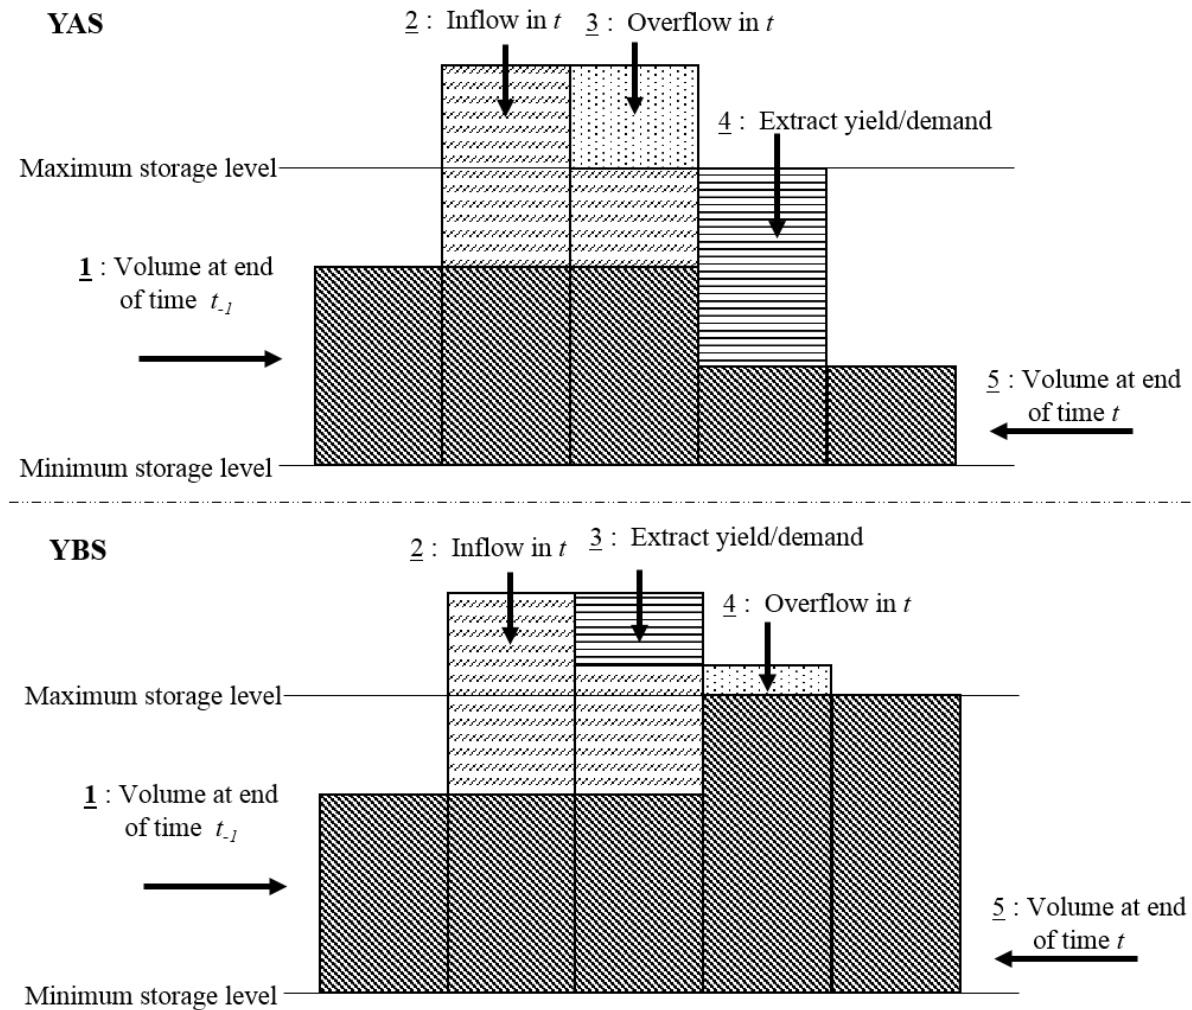 YAS
2 : Inflow in t
3 : Overflow in t
4 : Extract yield/demand
Maximum storage level
1 : Volume at end
of time t-1
5 : Volume at end
of time t
Minimum storage level
YBS
2 : Inflow in t
3 : Extract yield/demand
4 : Overflow in t
Maximum storage level
1 : Volume at end
of time t-1
5 : Volume at end
of time t
Minimum storage level